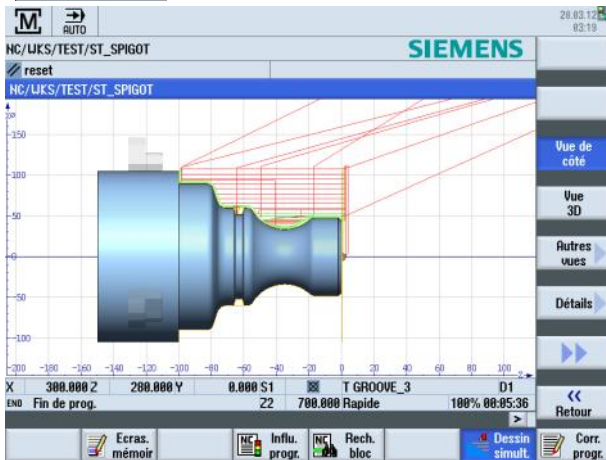 M AUTO 20.03.12
03:19
NC/WKS/TEST/ST_SPIGOT SIEMENS
reset
NC/WKS/TEST/ST_SPIGOT
150
100
50
0
-50
-100
-200 -180 -160 -140 -120 -100 -80 -60 -40 -20 0 20 40 60 80 100 Z
Vue de
côté
Vue
3D
Autres
vues
Détails
X 300.000 Z 280.000 Y 0.000 S1 T GROOVE_3 D1
END Fin de prog. Z2 700.000 Rapide 100% 00:05:36
<<
Retour
Ecras.
mémoir
NC Influ.
progr.
NC Rech.
bloc
Dessin
simult.
Corr.
progr.